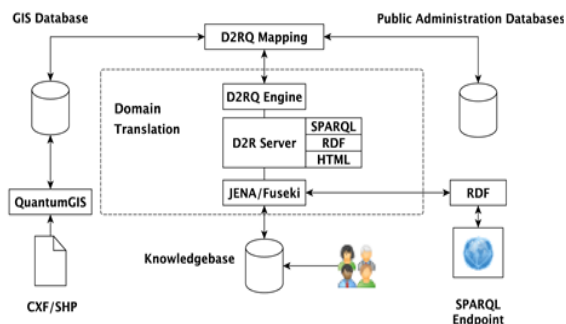 GIS Database
Public Administration Databases
D2RQ Mapping
D2RQ Engine
Domain
Translation
D2R Server
SPARQL
RDF
HTML
QuantumGIS
JENA/Fuseki
RDF
Knowledgebase
CXF/SHP
SPARQL
Endpoint